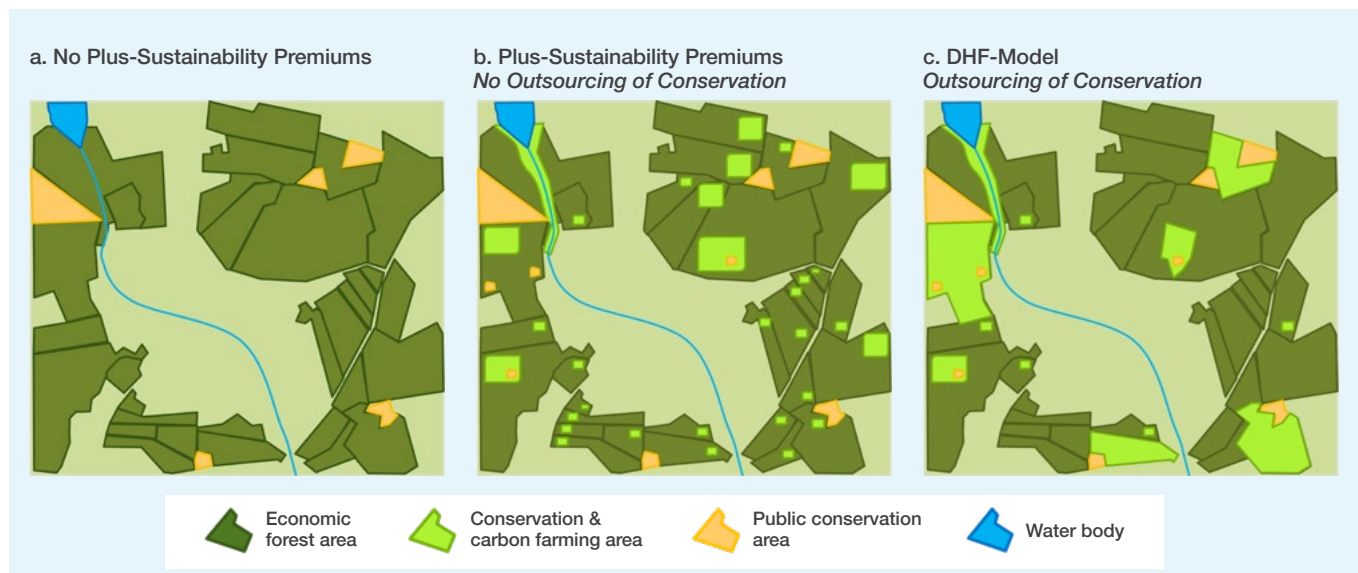 a. No Plus-Sustainability Premiums
b. Plus-Sustainability Premiums
No Outsourcing of Conservation
c. DHF-Model
Outsourcing of Conservation
Economic
forest area
Conservation &
carbon farming area
Public conservation
area
Water body